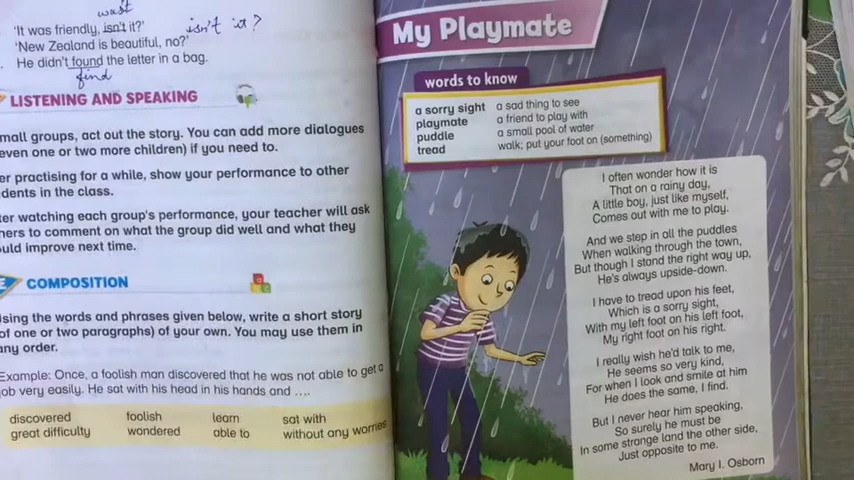 wasn't
'It was friendly, isn't it?'
isn't it?
'New Zealand is beautiful, no?'
He didn't found the letter in a bag.
find
LISTENING AND SPEAKING
mall groups, act out the story. You can add more dialogues
even one or two more children) if you need to.
er practising for a while, show your performance to other
dents in the class.
ter watching each group's performance, your teacher will ask
hers to comment on what the group did well and what they
uld improve next time.
COMPOSITION
sing the words and phrases given below, write a short story
of one or two paragraphs) of your own. You may use them in
any order.
Example: Once, a foolish man discovered that he was not able to get a
job very easily. He sat with his head in his hands and ....
discovered foolish learn sat with
great difficulty wondered able to without any worries
My Playmate
words to know
a sorry sight a sad thing to see
playmate a friend to play with
puddle a small pool of water
tread walk; put your foot on (something)
I often wonder how it is
That on a rainy day,
A little boy, just like myself,
Comes out with me to play.
And we step in all the puddles
When walking through the town,
But though I stand the right way up,
He's always upside-down.
I have to tread upon his feet,
Which is a sorry sight,
With my left foot on his left foot,
My right foot on his right.
I really wish he'd talk to me,
He seems so very kind,
For when I look and smile at him
He does the same, I find.
But I never hear him speaking,
So surely he must be
In some strange land the other side,
Just opposite to me.
Mary I. Osborn